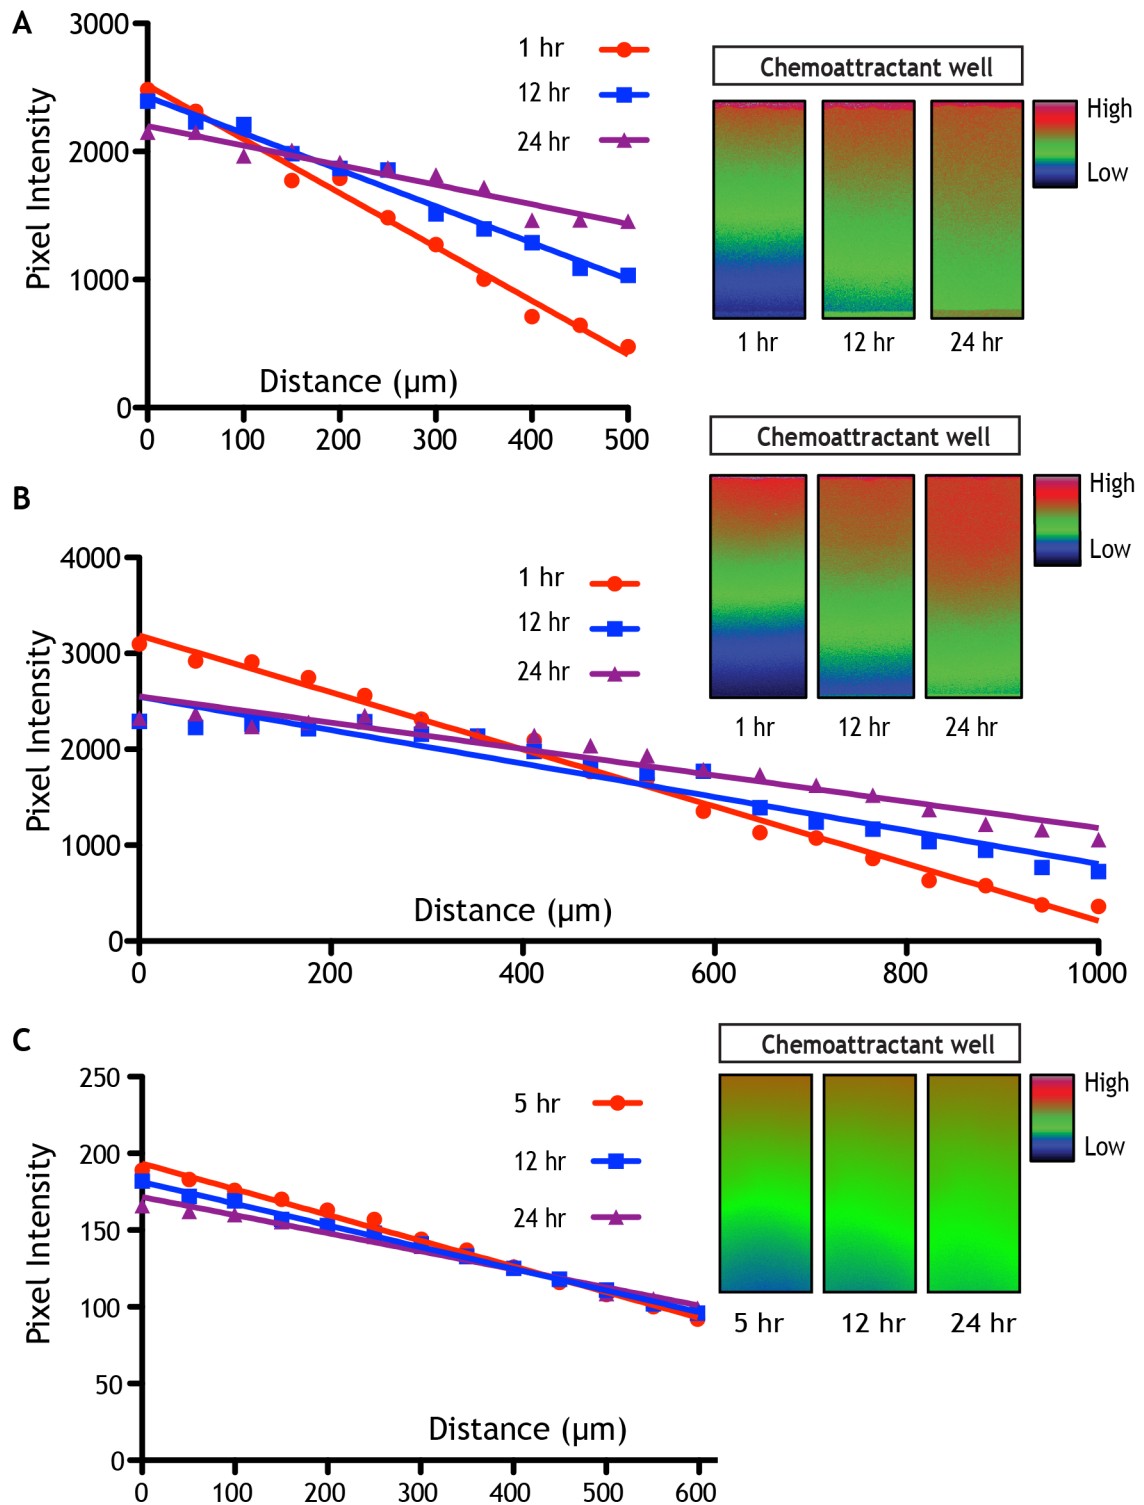 A
3000
2000
1000
0
Pixel Intensity
0 100 200 300 400 500
Distance (µm)
1 hr
12 hr
24 hr
Chemoattractant well
High
Low
1 hr 12 hr 24 hr
B
4000
3000
2000
1000
0
Pixel Intensity
0 200 400 600 800 1000
Distance (µm)
1 hr
12 hr
24 hr
Chemoattractant well
High
Low
1 hr 12 hr 24 hr
C
250
200
150
100
50
0
Pixel Intensity
0 100 200 300 400 500 600
Distance (µm)
5 hr
12 hr
24 hr
Chemoattractant well
High
Low
5 hr 12 hr 24 hr